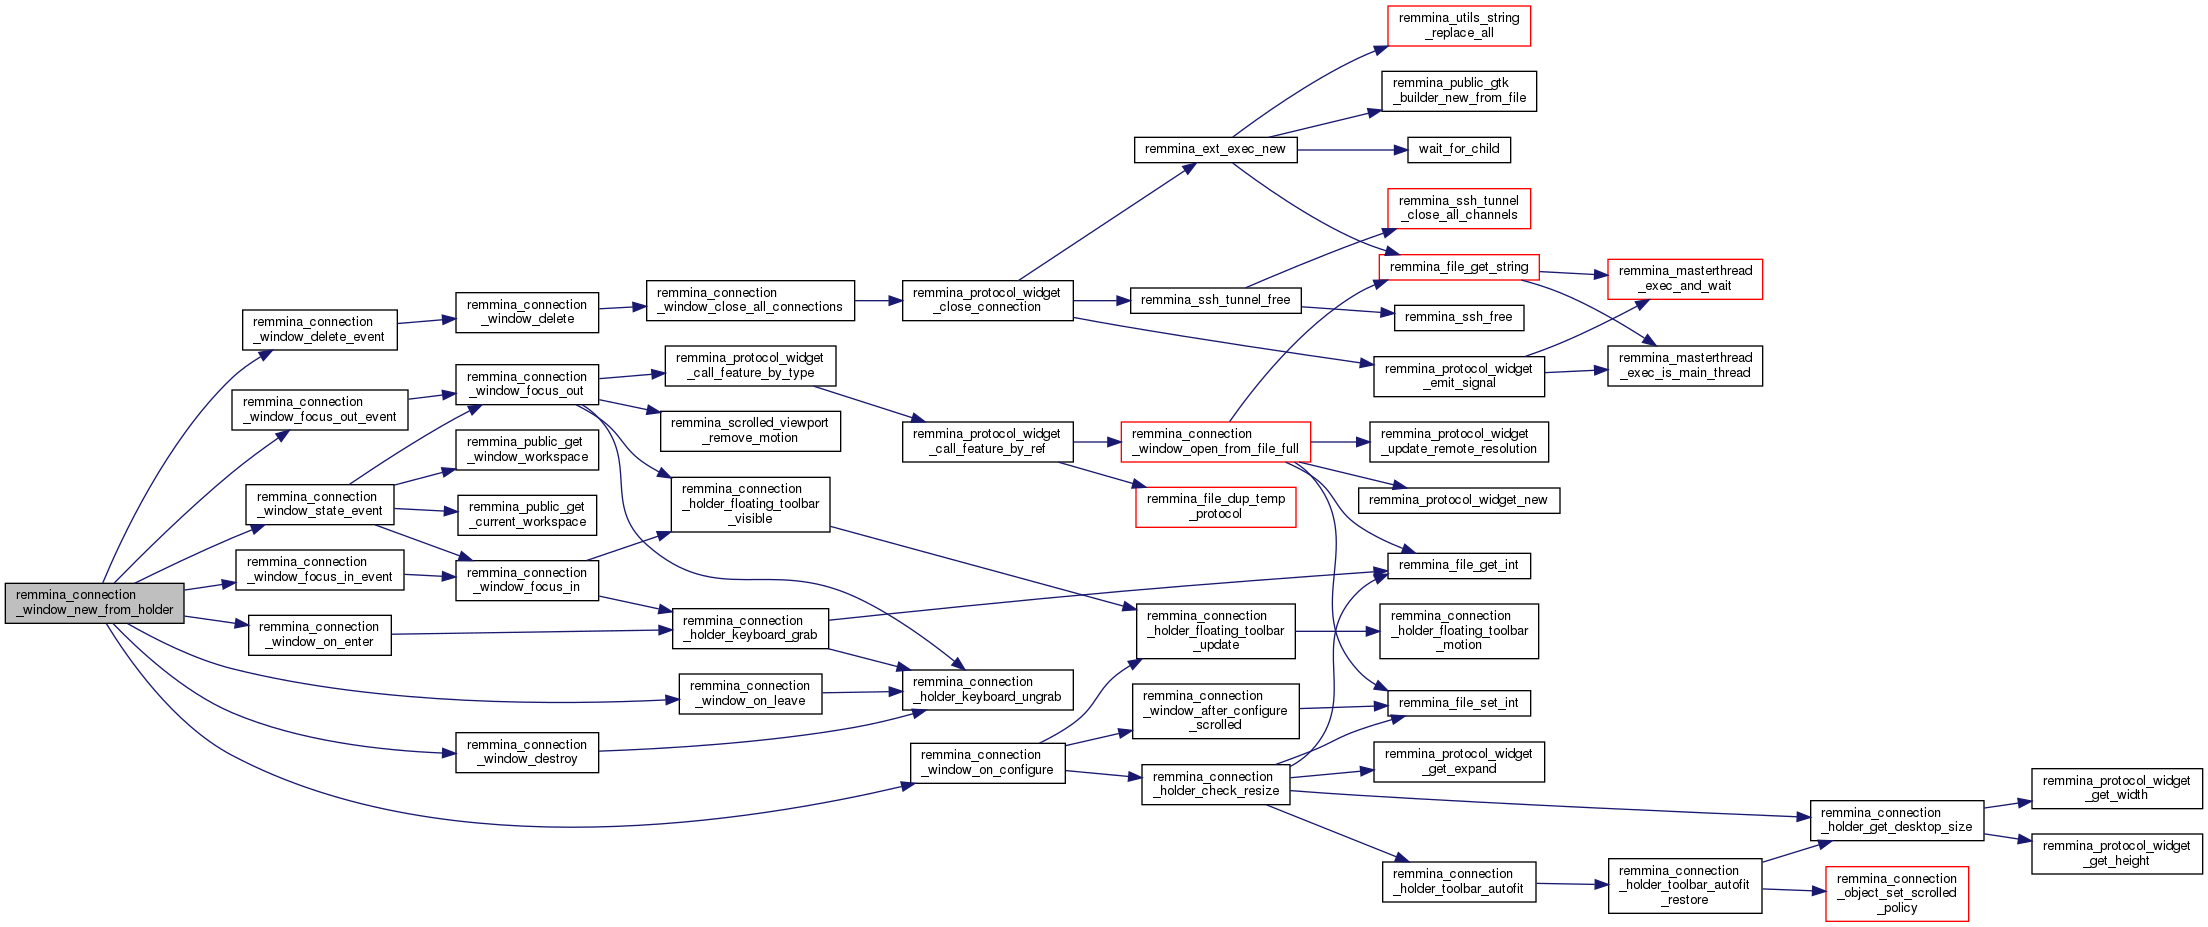 remmina_connection
_window_new_from_holder
remmina_connection
_window_delete_event
remmina_connection
_window_focus_out_event
remmina_connection
_window_state_event
remmina_connection
_window_focus_in_event
remmina_connection
_window_on_enter
remmina_connection
_window_delete
remmina_connection
_window_focus_out
remmina_public_get
_window_workspace
remmina_public_get
_current_workspace
remmina_connection
_window_focus_in
remmina_connection
_window_destroy
remmina_connection
_window_close_all_connections
remmina_protocol_widget
_call_feature_by_type
remmina_scrolled_viewport
_remove_motion
remmina_connection
_holder_floating_toolbar
_visible
remmina_connection
_holder_keyboard_grab
remmina_connection
_window_on_leave
remmina_protocol_widget
_close_connection
remmina_protocol_widget
_call_feature_by_ref
remmina_connection
_holder_keyboard_ungrab
remmina_connection
_window_on_configure
remmina_ext_exec_new
remmina_ssh_tunnel_free
remmina_connection
_window_open_from_file_full
remmina_file_dup_temp
_protocol
remmina_connection
_holder_floating_toolbar
_update
remmina_connection
_window_after_configure
_scrolled
remmina_connection
_holder_check_resize
remmina_utils_string
_replace_all
remmina_public_gtk
_builder_new_from_file
wait_for_child
remmina_ssh_tunnel
_close_all_channels
remmina_file_get_string
remmina_ssh_free
remmina_protocol_widget
_emit_signal
remmina_protocol_widget
_update_remote_resolution
remmina_protocol_widget_new
remmina_file_get_int
remmina_connection
_holder_floating_toolbar
_motion
remmina_file_set_int
remmina_protocol_widget
_get_expand
remmina_connection
_holder_toolbar_autofit
remmina_masterthread
_exec_and_wait
remmina_masterthread
_exec_is_main_thread
remmina_connection
_holder_toolbar_autofit
_restore
remmina_connection
_holder_get_desktop_size
remmina_connection
_object_set_scrolled
_policy
remmina_protocol_widget
_get_width
remmina_protocol_widget
_get_height